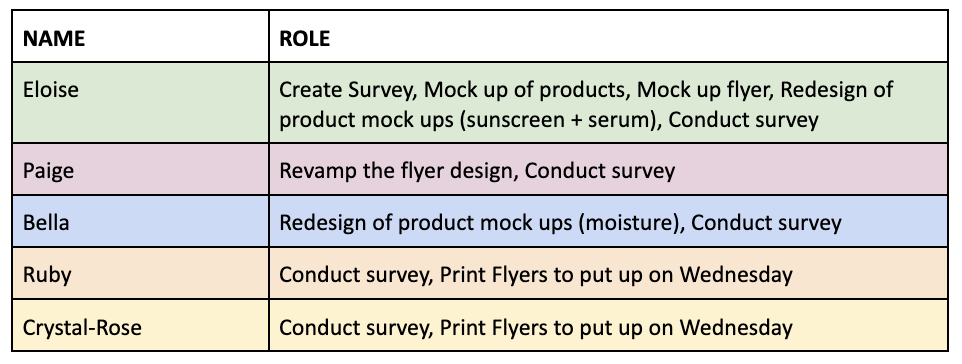 NAME ROLE
Eloise Create Survey, Mock up of products, Mock up flyer, Redesign of
product mock ups (sunscreen + serum), Conduct survey
Paige Revamp the flyer design, Conduct survey
Bella Redesign of product mock ups (moisture), Conduct survey
Ruby Conduct survey, Print Flyers to put up on Wednesday
Crystal-Rose Conduct survey, Print Flyers to put up on Wednesday